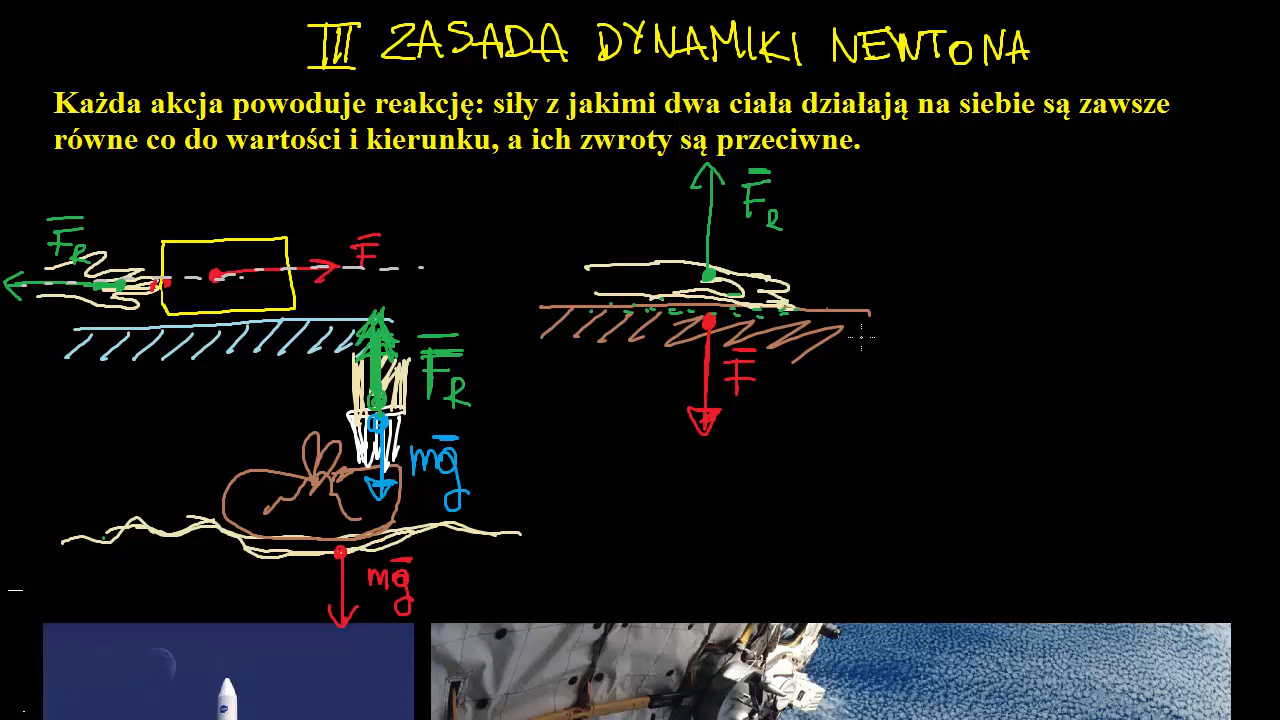 III ZASADA DYNAMIKI NEWTONA
Każda akcja powoduje reakcję: siły z jakimi dwa ciała działają na siebie są zawsze
równe co do wartości i kierunku, a ich zwroty są przeciwne.
F_R
F
F_R
F_R
F
mg
mg